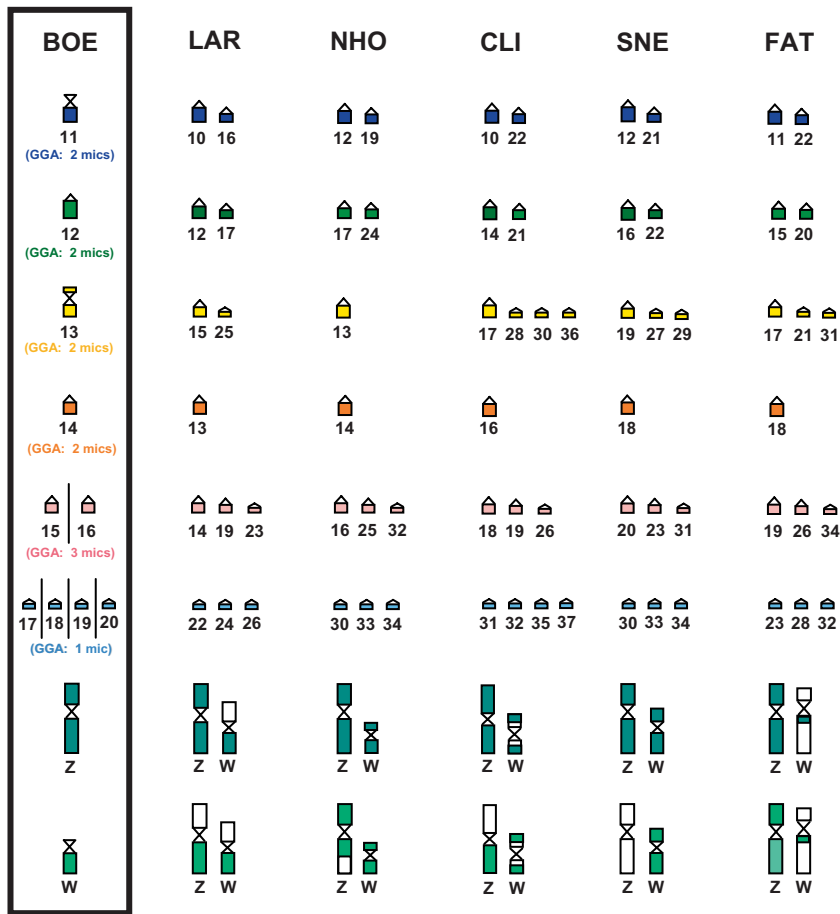 BOE LAR NHO CLI SNE FAT
11 10 16 12 19 10 22 12 21 11 22
(GGA: 2 mics)
12 12 17 17 24 14 21 16 22 15 20
(GGA: 2 mics)
13 15 25 13 17 28 30 36 19 27 29 17 21 31
(GGA: 2 mics)
14 13 14 16 18 18
(GGA: 2 mics)
15 16 14 19 23 16 25 32 18 19 26 20 23 31 19 26 34
(GGA: 3 mics)
17 18 19 20 22 24 26 30 33 34 31 32 35 37 30 33 34 23 28 32
(GGA: 1 mic)
Z Z W Z W Z W Z W Z W
W Z W Z W Z W Z W Z W